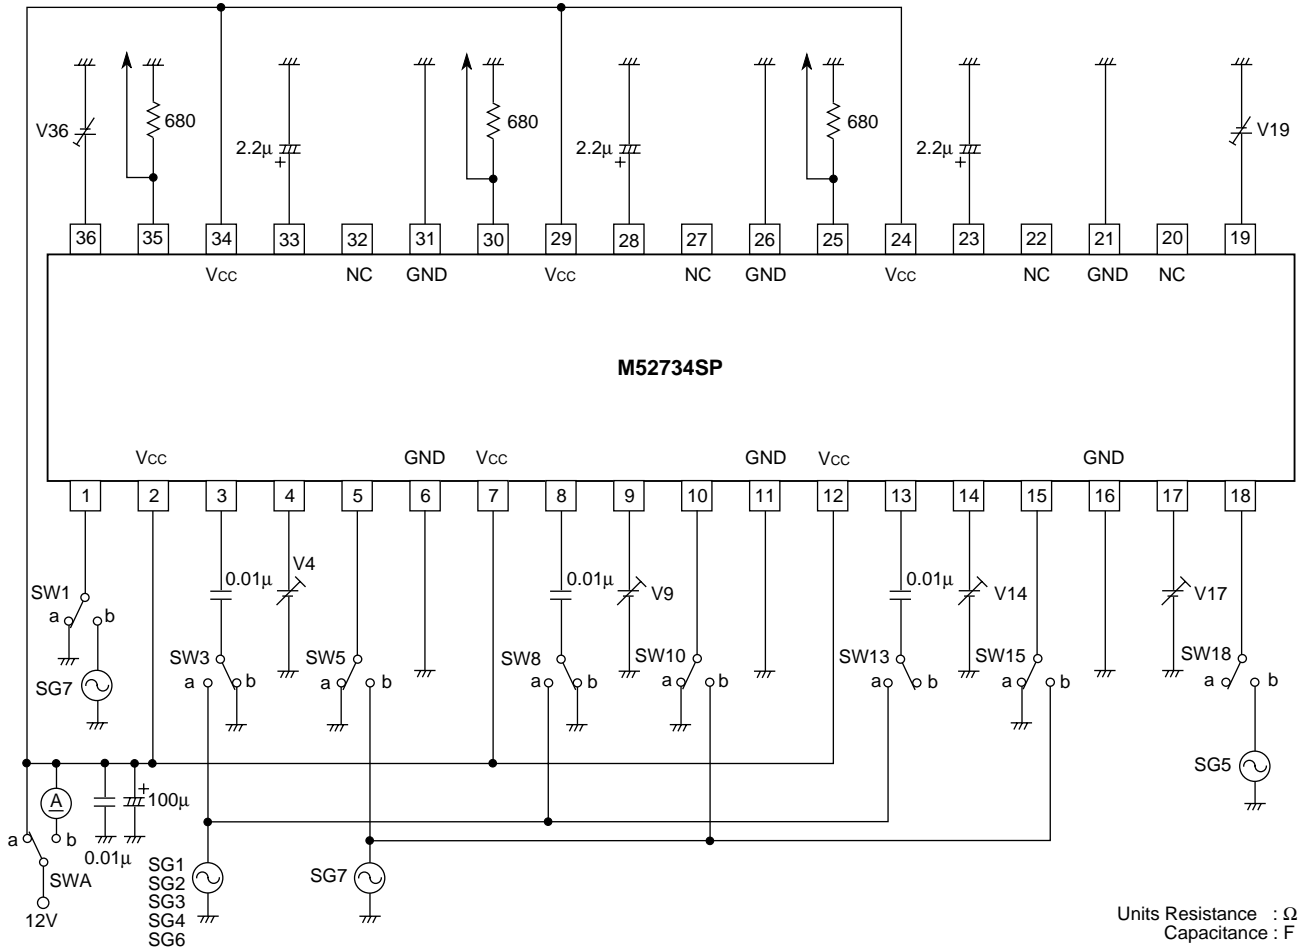 V36
680
2.2μ
+
680
2.2μ
+
680
2.2μ
+
V19
36 35 34 33 32 31 30 29 28 27 26 25 24 23 22 21 20 19
VCC NC GND VCC NC GND VCC NC GND NC
M52734SP
VCC GND VCC GND VCC GND
1 2 3 4 5 6 7 8 9 10 11 12 13 14 15 16 17 18
SW1
a b
SG7
0.01μ
V4
SW3
a b
SW5
a b
0.01μ
V9
SW8
a b
SW10
a b
0.01μ
V14
SW13
a b
SW15
a b
V17
SW18
a b
SG5
A
+
100μ
0.01μ
a b
SWA
12V
SG1
SG2
SG3
SG4
SG6
SG7
Units Resistance : Ω
Capacitance : F